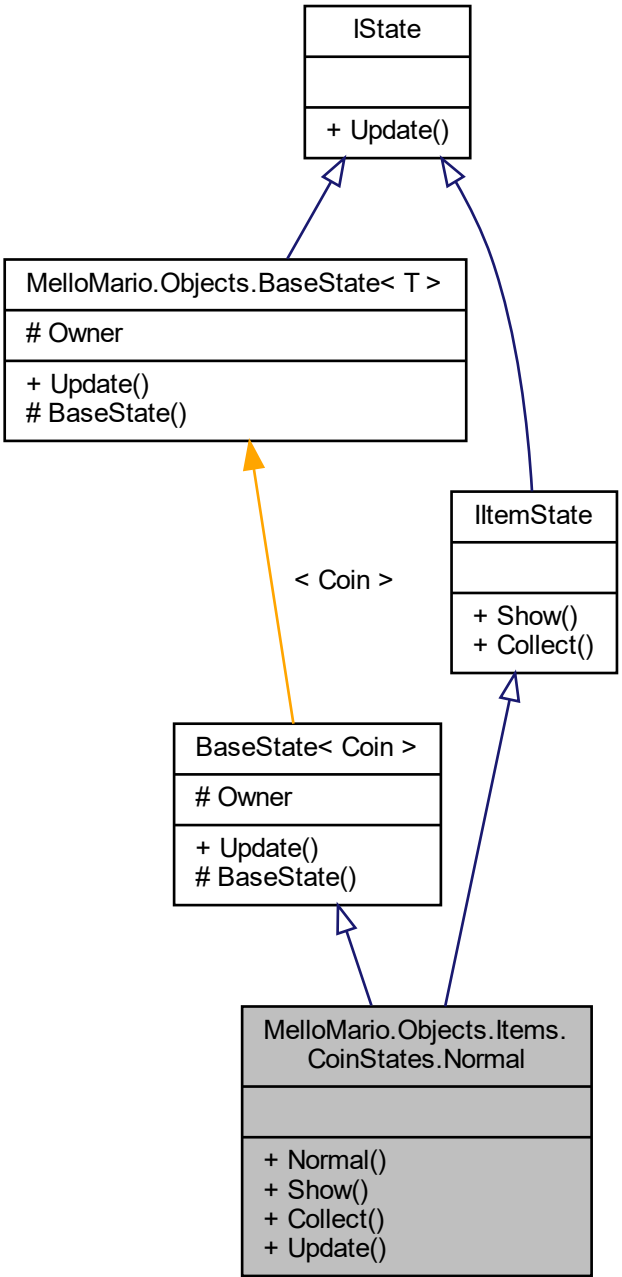 IState
+ Update()
MelloMario.Objects.BaseState< T >
# Owner
+ Update()
# BaseState()
IItemState
+ Show()
+ Collect()
< Coin >
BaseState< Coin >
# Owner
+ Update()
# BaseState()
MelloMario.Objects.Items.
CoinStates.Normal
+ Normal()
+ Show()
+ Collect()
+ Update()